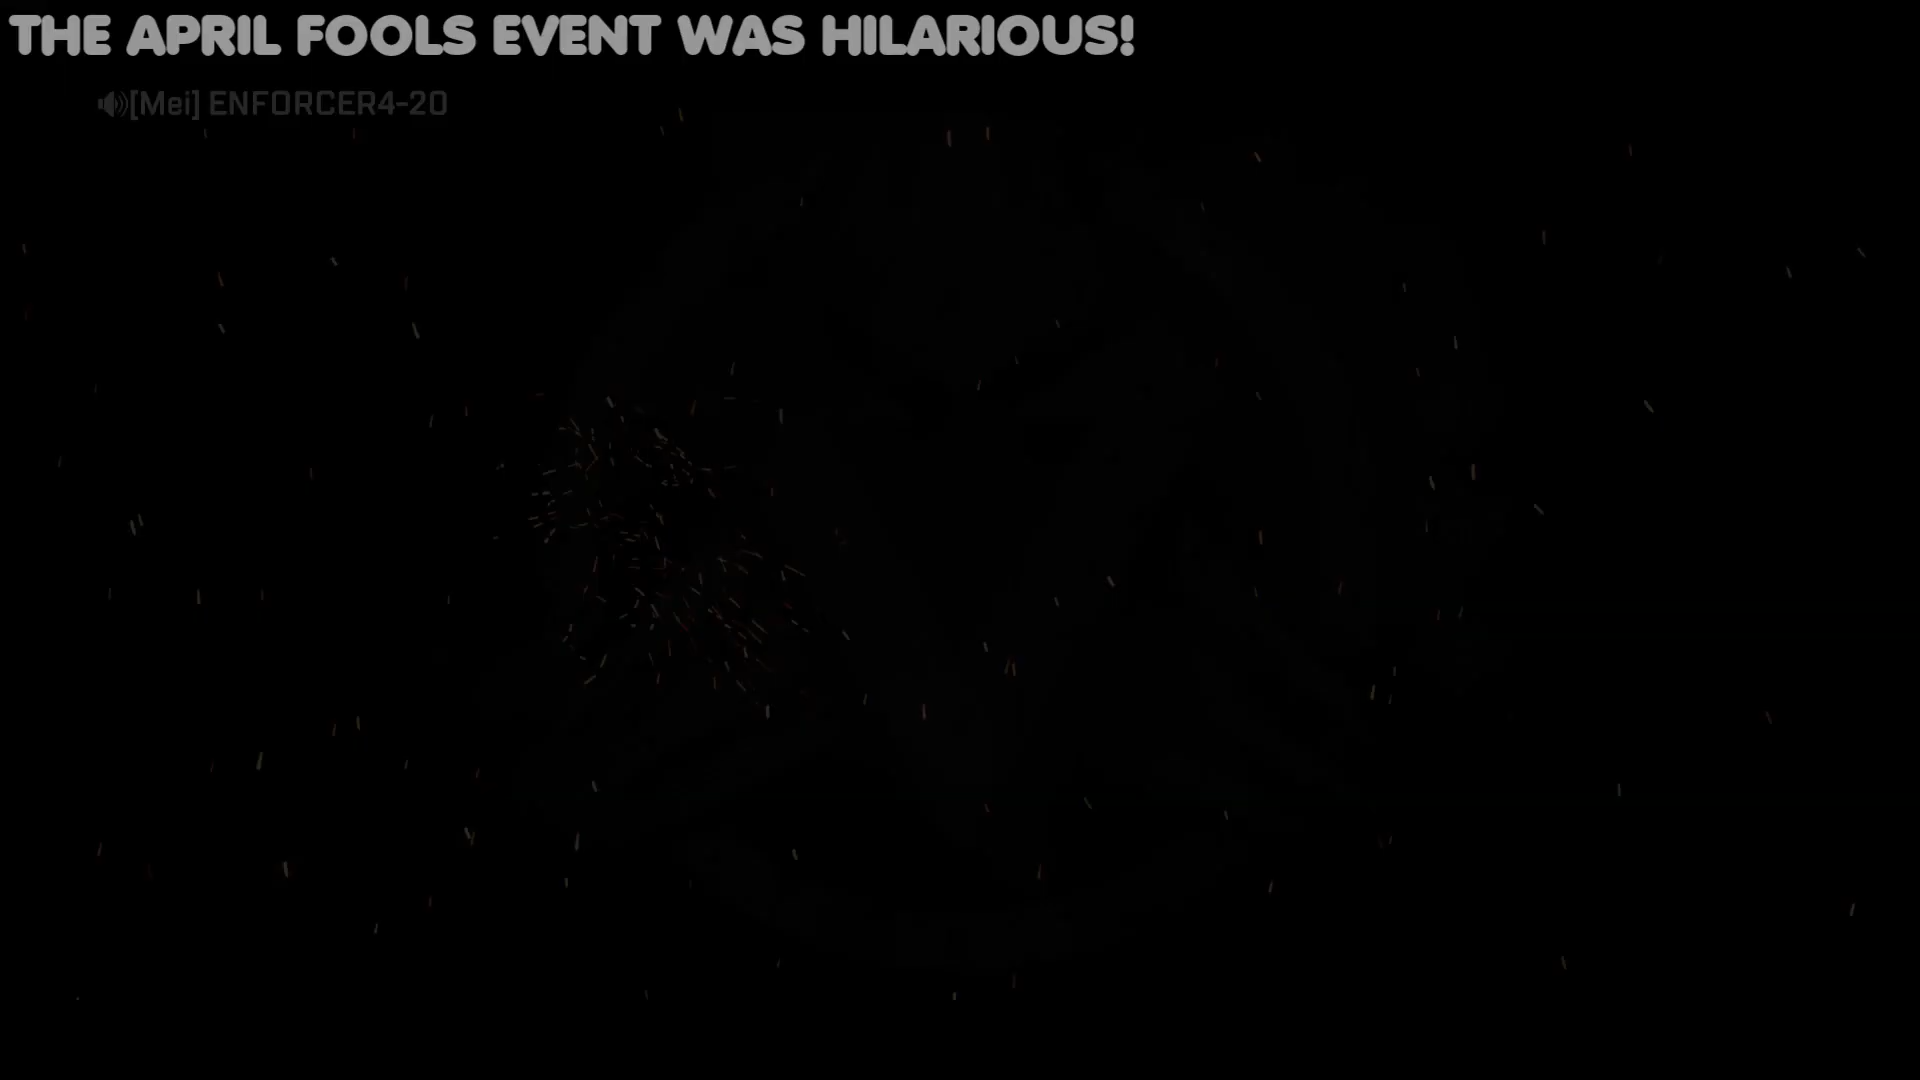 THE APRIL FOOLS EVENT WAS HILARIOUS!
[Mei] ENFORCER4-20